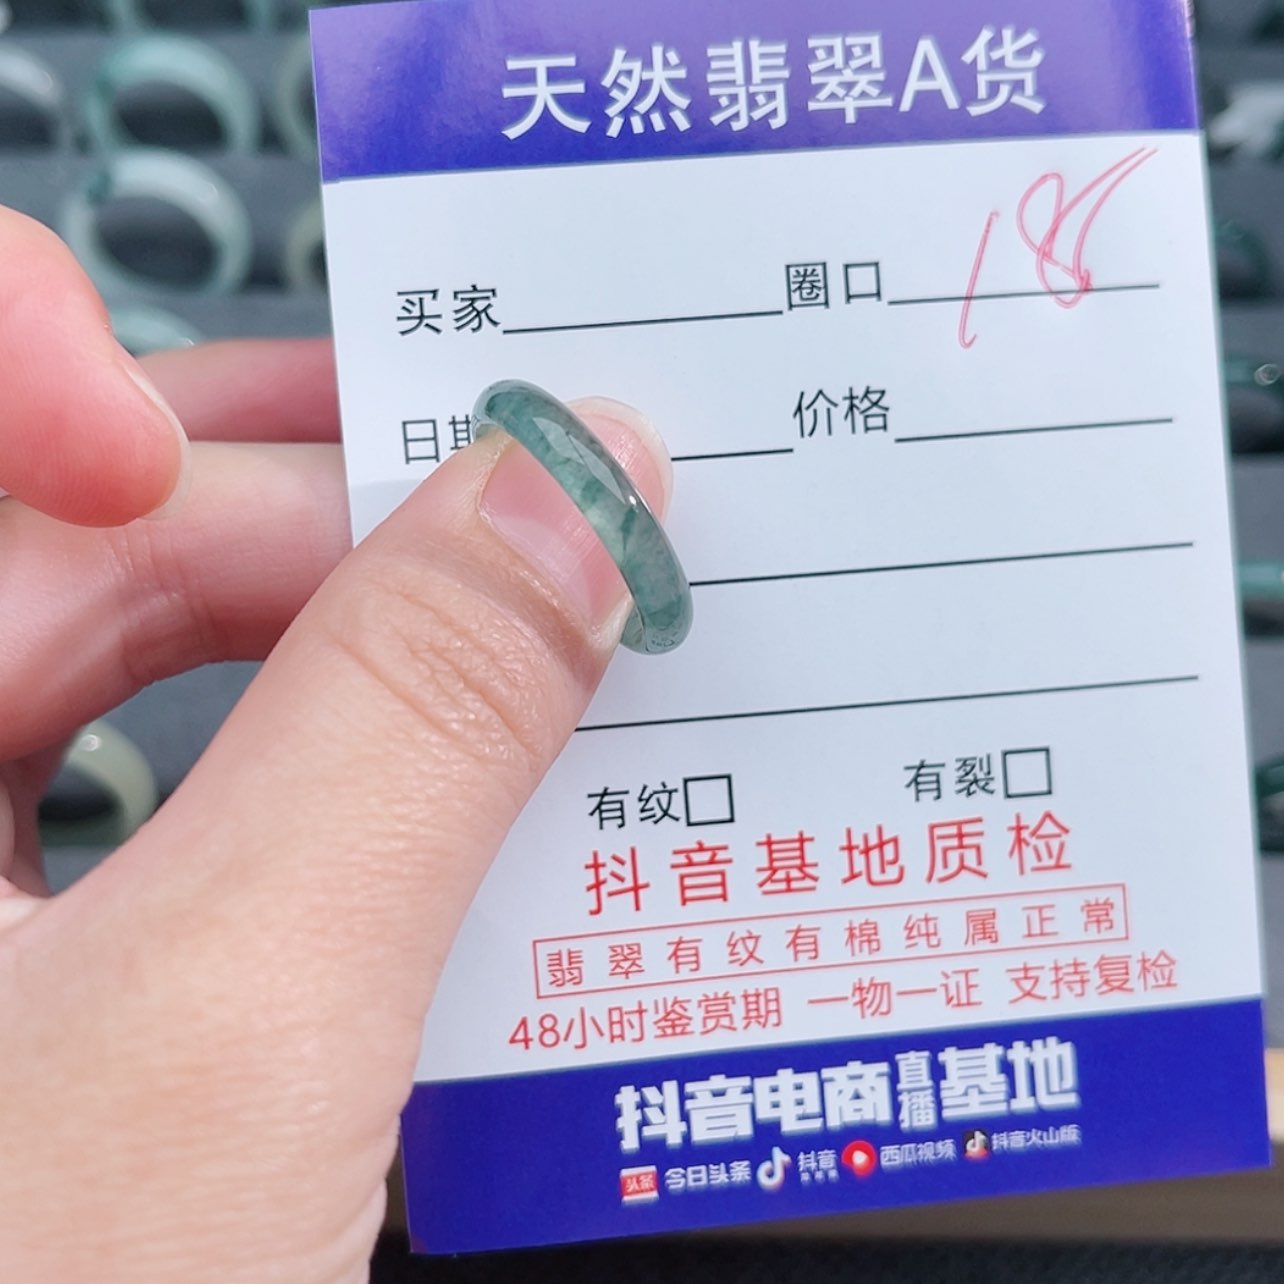 天然翡翠A货
买家 圈口 18
日期 价格
有纹 有裂
抖音基地质检
翡翠有纹有棉纯属正常
48小时鉴赏期 一物一证 支持复检
抖音电商直播基地
头条 今日头条 抖音 西瓜视频 抖音火山版